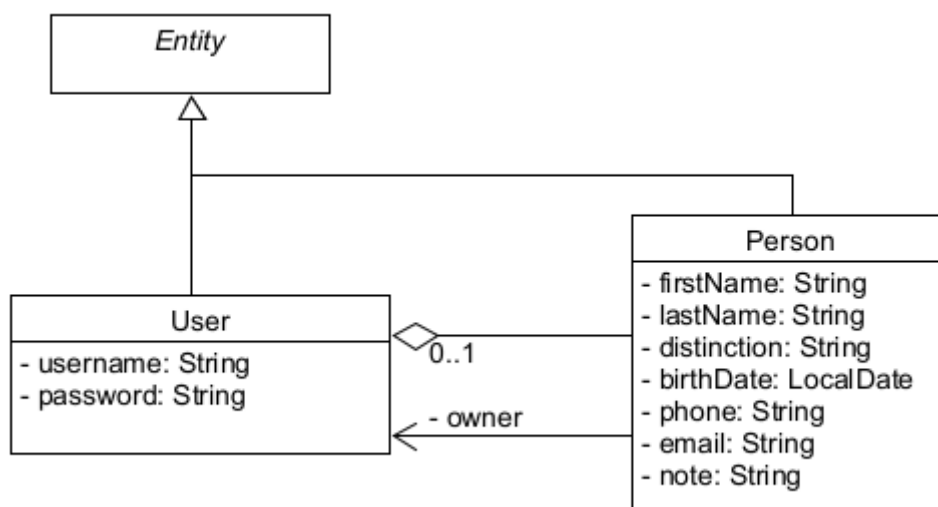 Entity
Person
- firstName: String
- lastName: String
- distinction: String
- birthDate: LocalDate
- phone: String
- email: String
- note: String
User
- username: String
- password: String
0..1
- owner